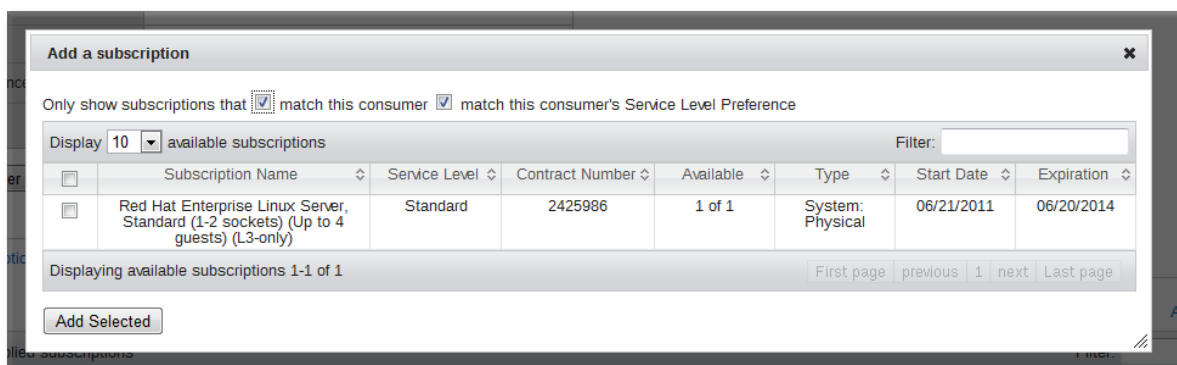 Add a subscription
Only show subscriptions that match this consumer match this consumer's Service Level Preference
Display 10 available subscriptions Filter:
Subscription Name Service Level Contract Number Available Type Start Date Expiration
Red Hat Enterprise Linux Server, Standard 2425986 1 of 1 System: 06/21/2011 06/20/2014
Standard (1-2 sockets) (Up to 4 Physical
guests) (L3-only)
Displaying available subscriptions 1-1 of 1 First page previous 1 next Last page
Add Selected